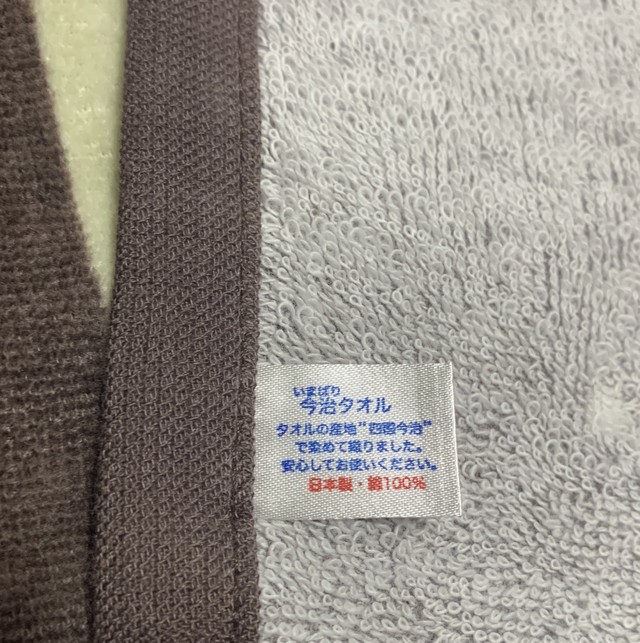 いまばり
今治タオル
タオルの産地"四国今治"
で染めて織りました。
安心してお使いください。
日本製・綿100%